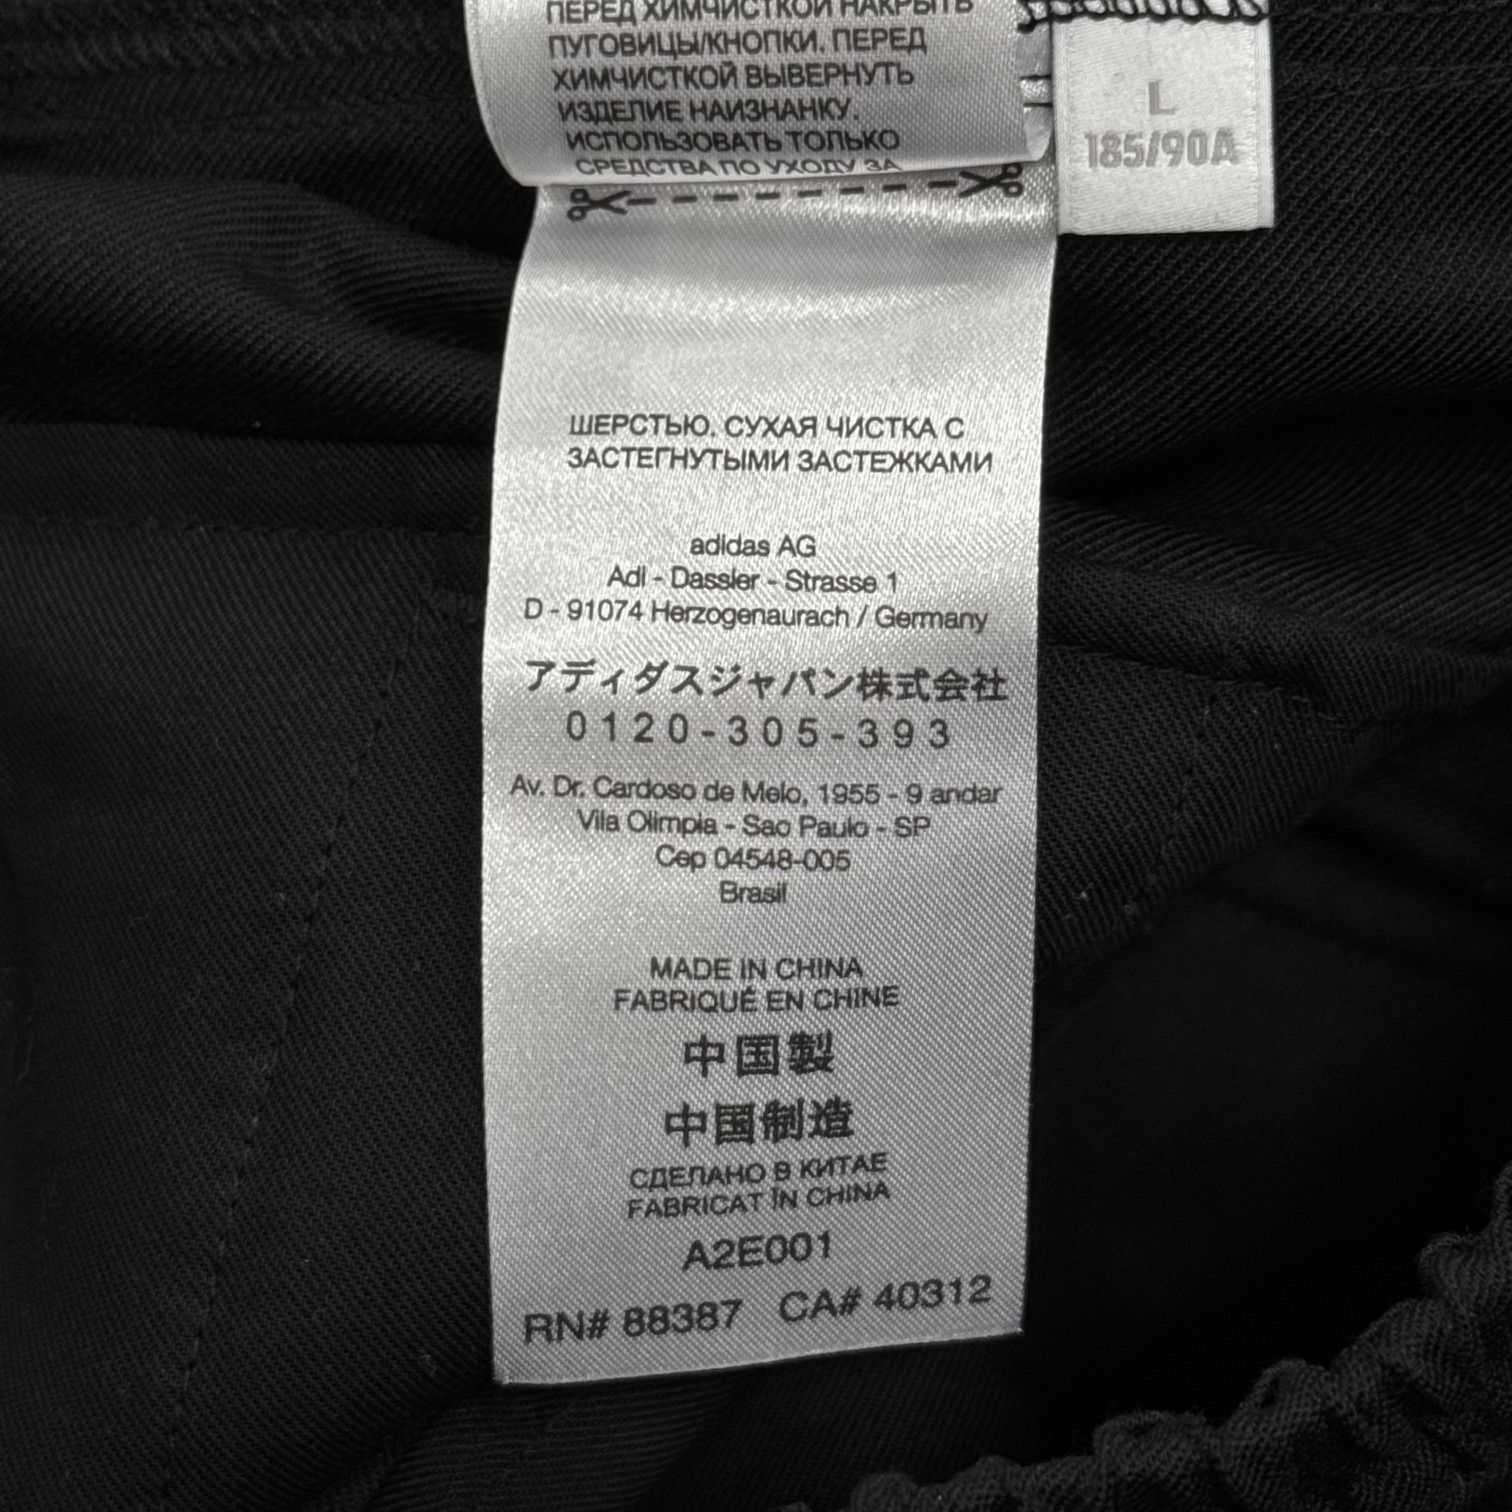 ПЕРЕД ХИМЧИСТКОЙ НАКРЫТЬ
ПУГОВИЦЫ/КНОПКИ. ПЕРЕД
ХИМЧИСТКОЙ ВЫВЕРНУТЬ
ИЗДЕЛИЕ НАИЗНАНКУ.
ИСПОЛЬЗОВАТЬ ТОЛЬКО
СРЕДСТВА ПО УХОДУ ЗА
L
185/90A
ШЕРСТЬЮ. СУХАЯ ЧИСТКА С
ЗАСТЕГНУТЫМИ ЗАСТЕЖКАМИ
adidas AG
Adi - Dassler - Strasse 1
D - 91074 Herzogenaurach / Germany
アディダスジャパン株式会社
0120-305-393
Av. Dr. Cardoso de Melo, 1955 - 9 andar
Vila Olimpia - Sao Paulo - SP
Cep 04548-005
Brasil
MADE IN CHINA
FABRIQUÉ EN CHINE
中国製
中国制造
СДЕЛАНО В КИТАЕ
FABRICAT ÎN CHINA
A2E001
RN# 88387 CA# 40312